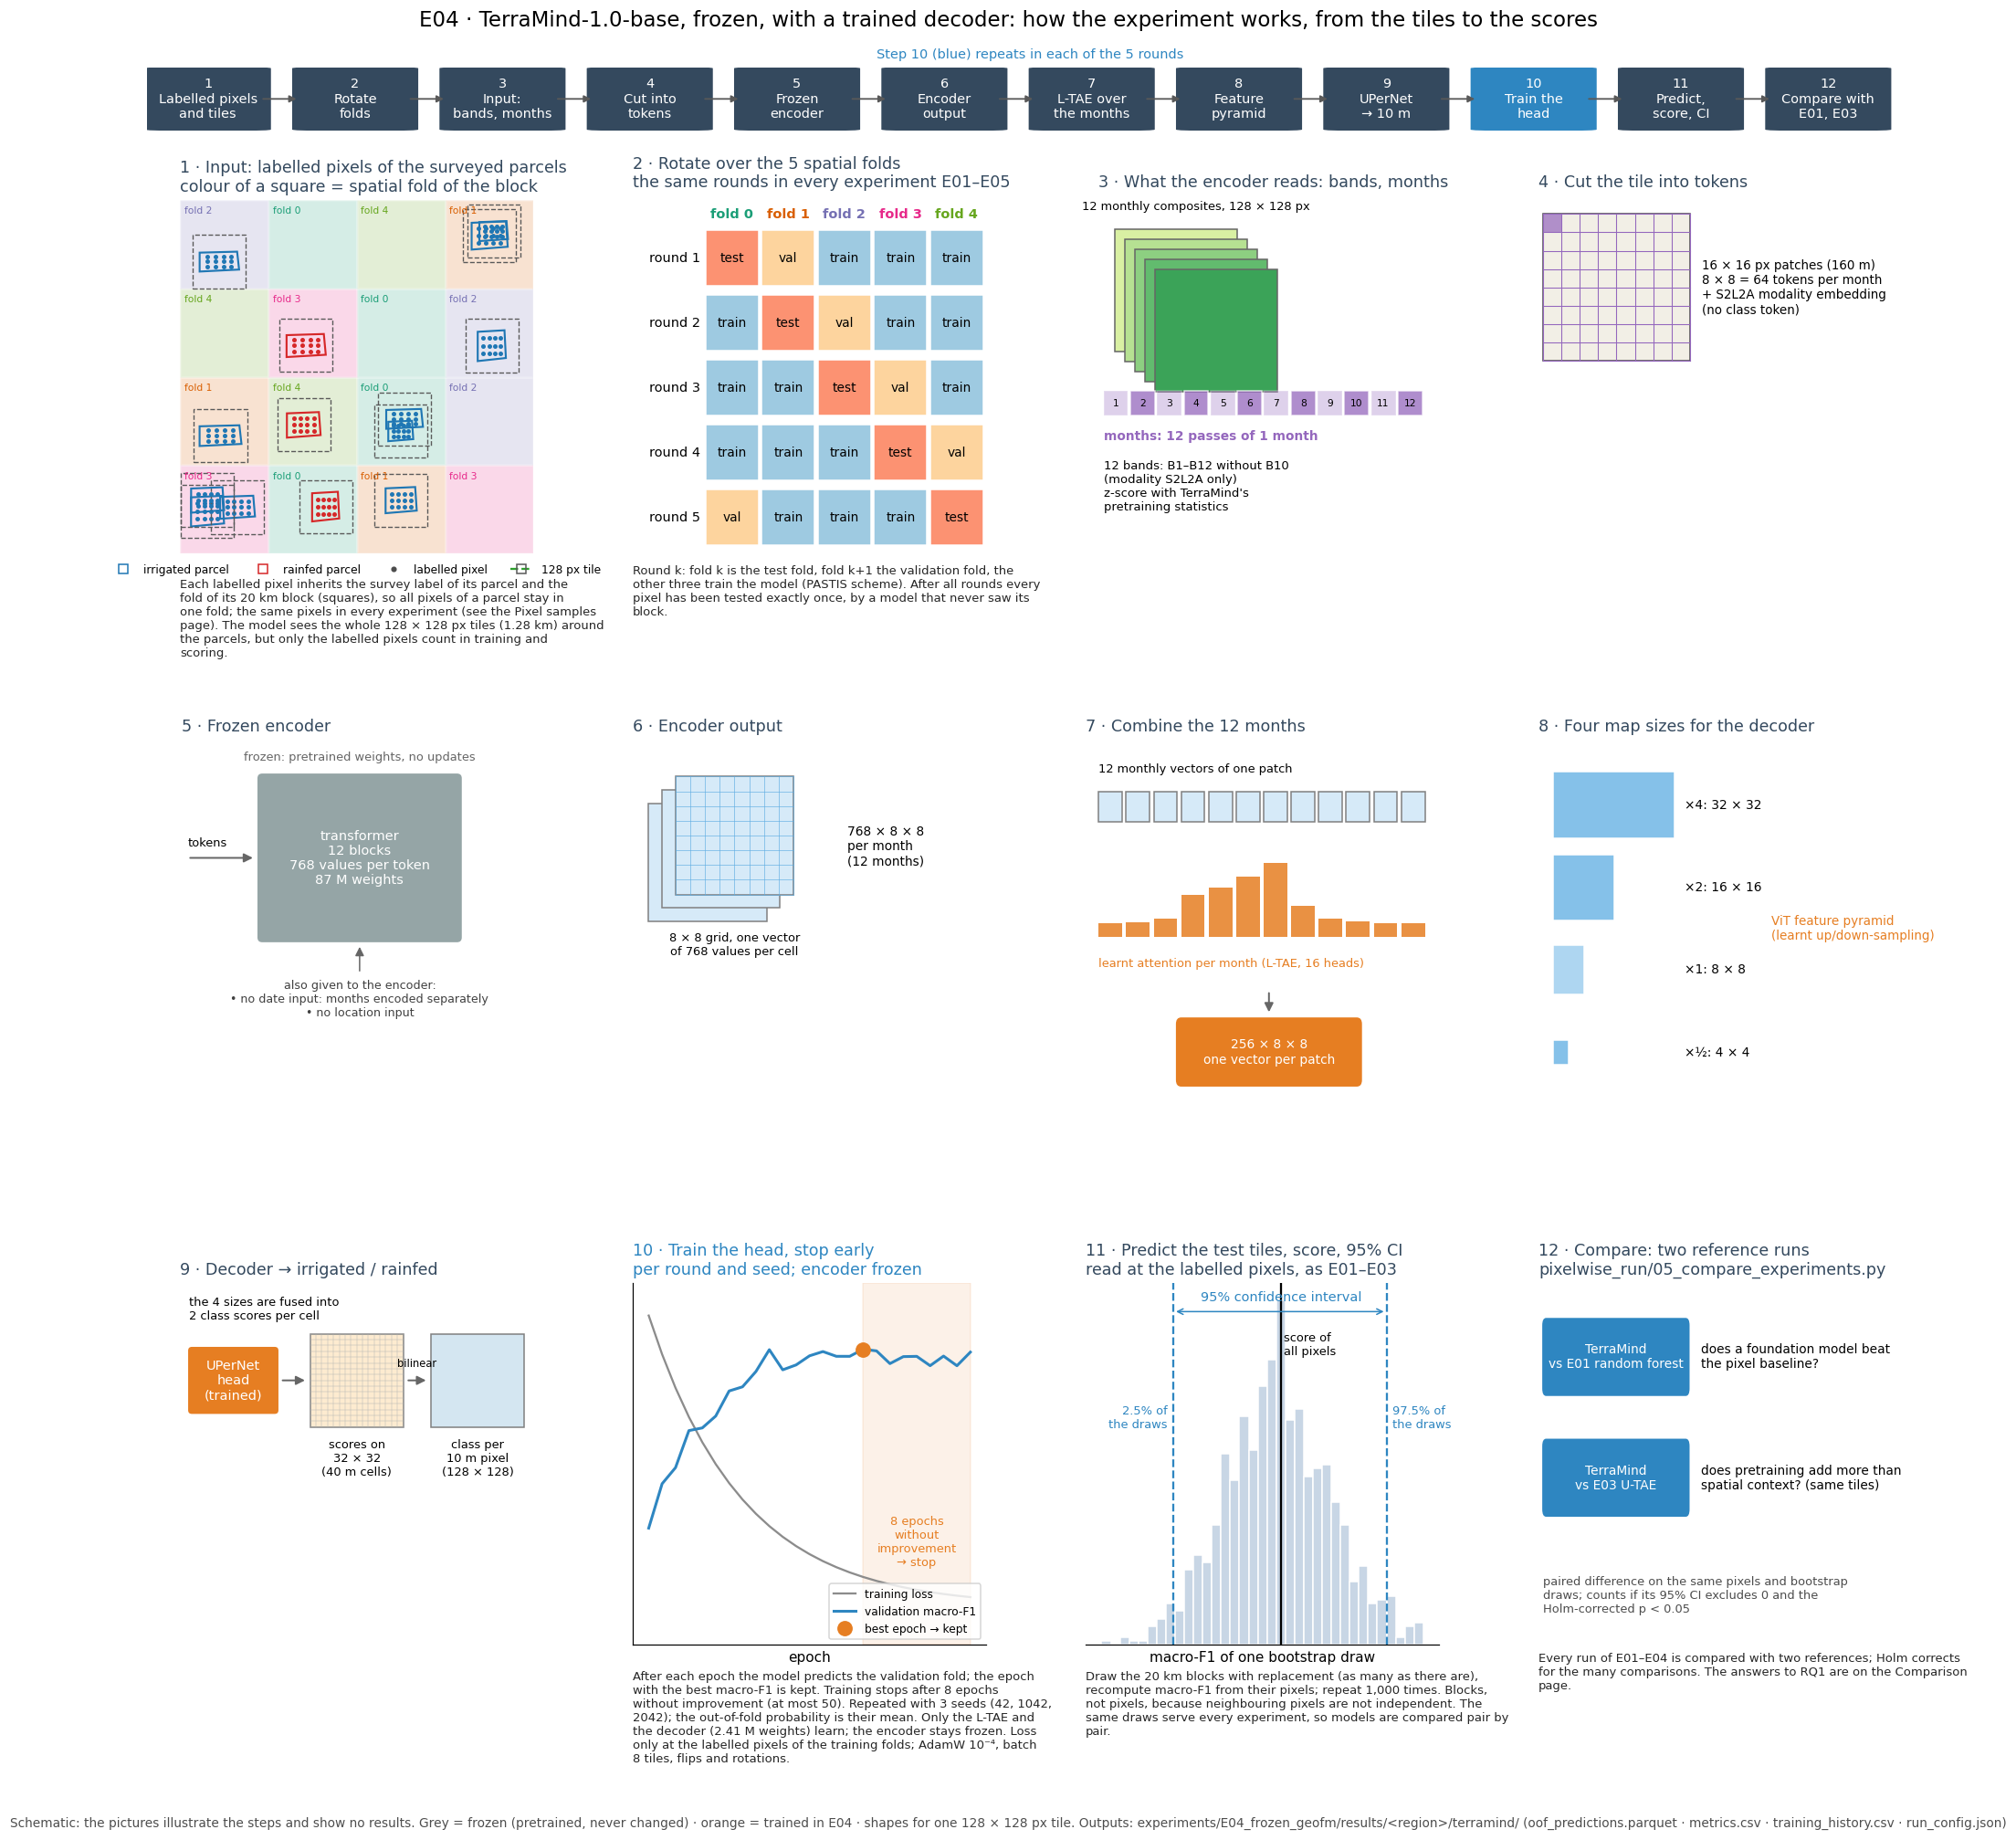 E04 · TerraMind-1.0-base, frozen, with a trained decoder: how the experiment works, from the tiles to the scores
Step 10 (blue) repeats in each of the 5 rounds
1
Labelled pixels
and tiles
2
Rotate
folds
3
Input:
bands, months
4
Cut into
tokens
5
Frozen
encoder
6
Encoder
output
7
L-TAE over
the months
8
Feature
pyramid
9
UPerNet
→ 10 m
10
Train the
head
11
Predict,
score, CI
12
Compare with
E01, E03
1 · Input: labelled pixels of the surveyed parcels
colour of a square = spatial fold of the block
fold 2
fold 0
fold 4
fold 1
fold 4
fold 3
fold 0
fold 2
fold 1
fold 4
fold 0
fold 2
fold 3
fold 0
fold 1
fold 3
irrigated parcel
rainfed parcel
labelled pixel
128 px tile
Each labelled pixel inherits the survey label of its parcel and the
fold of its 20 km block (squares), so all pixels of a parcel stay in
one fold; the same pixels in every experiment (see the Pixel samples
page). The model sees the whole 128 × 128 px tiles (1.28 km) around
the parcels, but only the labelled pixels count in training and
scoring.
2 · Rotate over the 5 spatial folds
the same rounds in every experiment E01–E05
fold 0 fold 1 fold 2 fold 3 fold 4
round 1 test val train train train
round 2 train test val train train
round 3 train train test val train
round 4 train train train test val
round 5 val train train train test
Round k: fold k is the test fold, fold k+1 the validation fold, the
other three train the model (PASTIS scheme). After all rounds every
pixel has been tested exactly once, by a model that never saw its
block.
3 · What the encoder reads: bands, months
12 monthly composites, 128 × 128 px
1 2 3 4 5 6 7 8 9 10 11 12
months: 12 passes of 1 month
12 bands: B1–B12 without B10
(modality S2L2A only)
z-score with TerraMind's
pretraining statistics
4 · Cut the tile into tokens
16 × 16 px patches (160 m)
8 × 8 = 64 tokens per month
+ S2L2A modality embedding
(no class token)
5 · Frozen encoder
frozen: pretrained weights, no updates
tokens
transformer
12 blocks
768 values per token
87 M weights
also given to the encoder:
• no date input: months encoded separately
• no location input
6 · Encoder output
768 × 8 × 8
per month
(12 months)
8 × 8 grid, one vector
of 768 values per cell
7 · Combine the 12 months
12 monthly vectors of one patch
learnt attention per month (L-TAE, 16 heads)
256 × 8 × 8
one vector per patch
8 · Four map sizes for the decoder
×4: 32 × 32
×2: 16 × 16
ViT feature pyramid
(learnt up/down-sampling)
×1: 8 × 8
×½: 4 × 4
9 · Decoder → irrigated / rainfed
the 4 sizes are fused into
2 class scores per cell
UPerNet
head
(trained)
bilinear
scores on
32 × 32
(40 m cells)
class per
10 m pixel
(128 × 128)
10 · Train the head, stop early
per round and seed; encoder frozen
8 epochs
without
improvement
→ stop
training loss
validation macro-F1
best epoch → kept
epoch
After each epoch the model predicts the validation fold; the epoch
with the best macro-F1 is kept. Training stops after 8 epochs
without improvement (at most 50). Repeated with 3 seeds (42, 1042,
2042); the out-of-fold probability is their mean. Only the L-TAE and
the decoder (2.41 M weights) learn; the encoder stays frozen. Loss
only at the labelled pixels of the training folds; AdamW 10⁻⁴, batch
8 tiles, flips and rotations.
11 · Predict the test tiles, score, 95% CI
read at the labelled pixels, as E01–E03
95% confidence interval
score of
all pixels
2.5% of
the draws
97.5% of
the draws
macro-F1 of one bootstrap draw
Draw the 20 km blocks with replacement (as many as there are),
recompute macro-F1 from their pixels; repeat 1,000 times. Blocks,
not pixels, because neighbouring pixels are not independent. The
same draws serve every experiment, so models are compared pair by
pair.
12 · Compare: two reference runs
pixelwise_run/05_compare_experiments.py
TerraMind
vs E01 random forest
does a foundation model beat
the pixel baseline?
TerraMind
vs E03 U-TAE
does pretraining add more than
spatial context? (same tiles)
paired difference on the same pixels and bootstrap
draws; counts if its 95% CI excludes 0 and the
Holm-corrected p < 0.05
Every run of E01–E04 is compared with two references; Holm corrects
for the many comparisons. The answers to RQ1 are on the Comparison
page.
Schematic: the pictures illustrate the steps and show no results. Grey = frozen (pretrained, never changed) · orange = trained in E04 · shapes for one 128 × 128 px tile. Outputs: experiments/E04_frozen_geofm/results/<region>/terramind/ (oof_predictions.parquet · metrics.csv · training_history.csv · run_config.json)